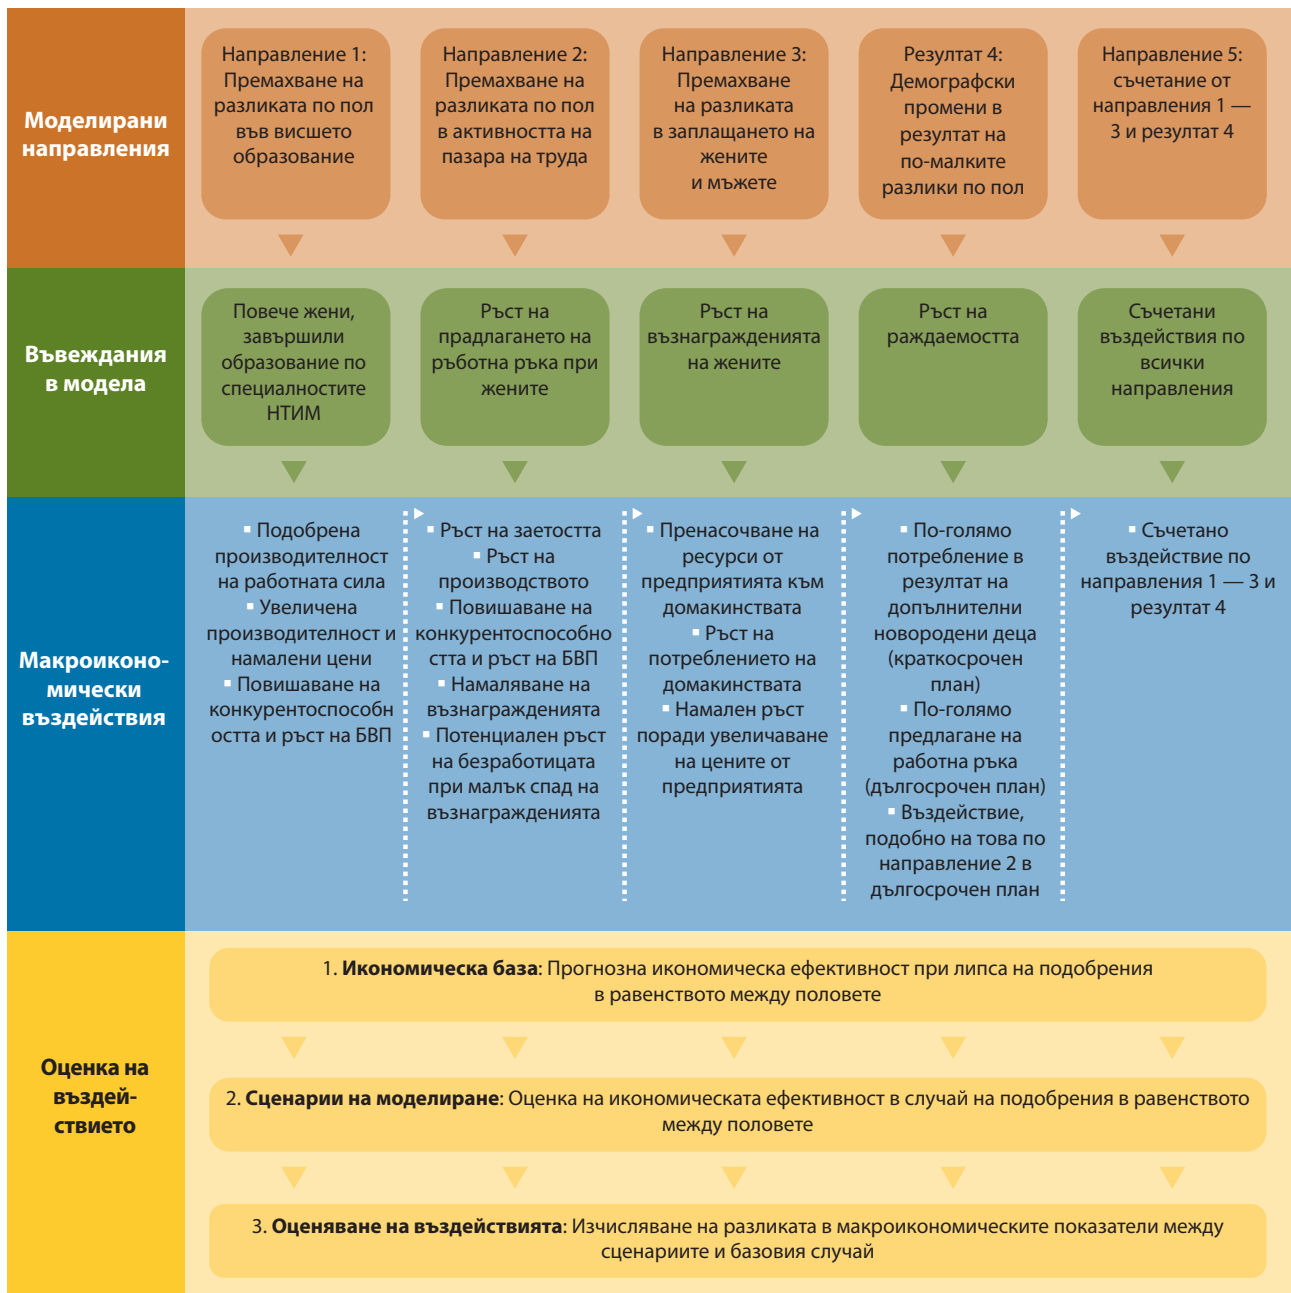 Моделирани
направления
Направление 1:
Премахване на
разликата по пол
във висшето
образование
Направление 2:
Премахване на
разликата по пол
в активността на
пазара на труда
Направление 3:
Премахване
на разликата
в заплащането на
жените
и мъжете
Резултат 4:
Демографски
промени в
резултат на
по-малките
разлики по пол
Направление 5:
съчетание от
направления 1 —
3 и резултат 4
Въвеждания
в модела
Повече жени,
завършили
образование по
специалностите
НТИМ
Ръст на
прадлагането на
ръботна ръка при
жените
Ръст на
възнагражденията
на жените
Ръст на
раждаемостта
Съчетани
въздействия по
всички
направления
Макроиконо-
мически
въздействия
▪ Подобрена
производителност
на работната сила
▪ Увеличена
производителност и
намалени цени
▪ Повишаване на
конкурентоспособн
остта и ръст на БВП
▪ Ръст на заетостта
▪ Ръст на
производството
▪ Повишаване на
конкурентоспособно
стта и ръст на БВП
▪ Намаляване на
възнагражденията
▪ Потенциален ръст
на безработицата
при малък спад на
възнагражденията
▪ Пренасочване на
ресурси от
предприятията към
домакинствата
▪ Ръст на
потреблението на
домакинствата
▪ Намален ръст
поради увеличаване
на цените от
предприятията
▪ По-голямо
потребление в
резултат на
допълнителни
новородени деца
(краткосрочен
план)
▪ По-голямо
предлагане на
работна ръка
(дългосрочен план)
▪ Въздействие,
подобно на това по
направление 2 в
дългосрочен план
▪ Съчетано
въздействие по
направления 1 — 3 и
резултат 4
Оценка на
въздей-
ствието
1. Икономическа база: Прогнозна икономическа ефективност при липса на подобрения
в равенството между половете
2. Сценарии на моделиране: Оценка на икономическата ефективност в случай на подобрения в равенството
между половете
3. Оценяване на въздействията: Изчисляване на разликата в макроикономическите показатели между
сценариите и базовия случай